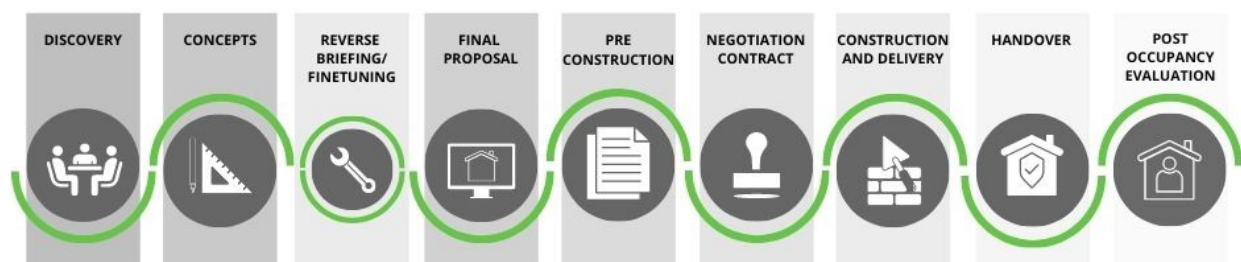 DISCOVERY
CONCEPTS
REVERSE
BRIEFING/
FINETUNING
FINAL
PROPOSAL
PRE
CONSTRUCTION
NEGOTIATION
CONTRACT
CONSTRUCTION
AND DELIVERY
HANDOVER
POST
OCCUPANCY
EVALUATION